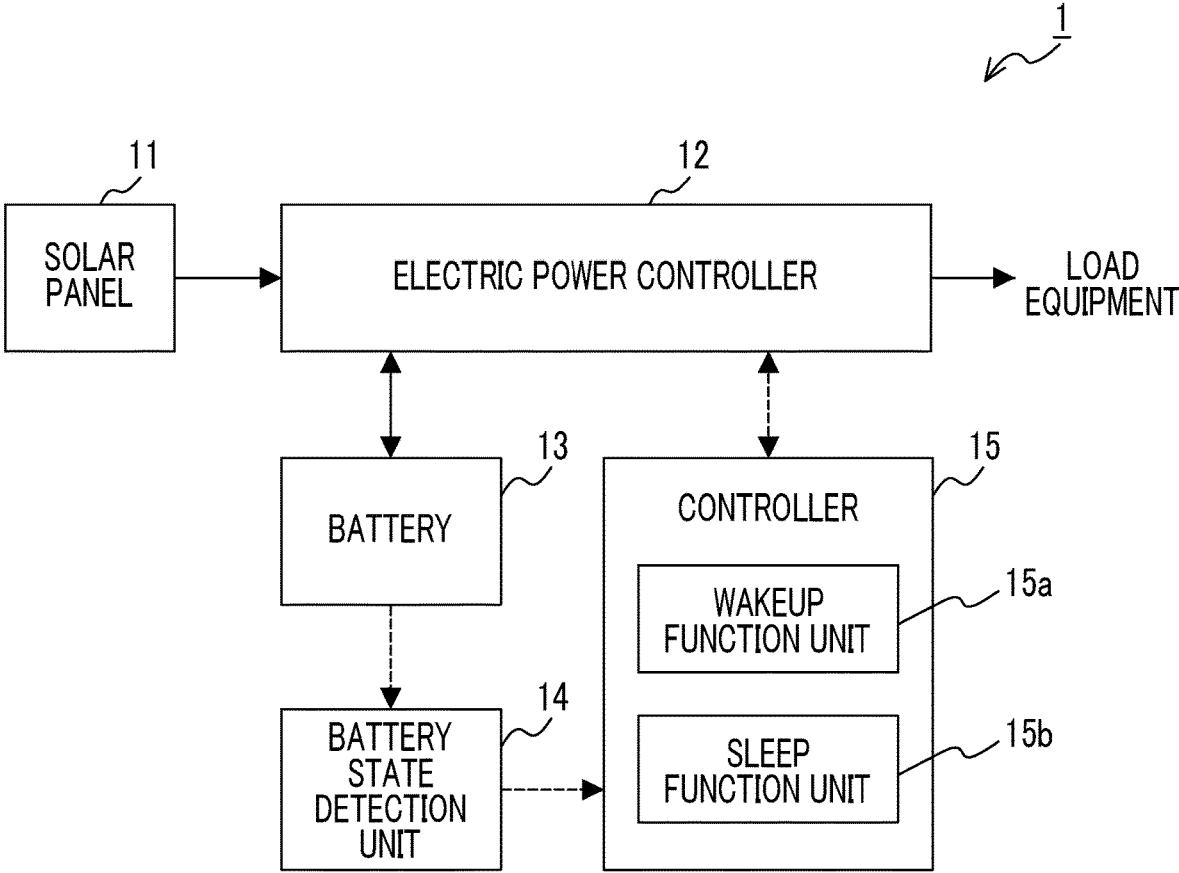 1
11
12
SOLAR
PANEL
ELECTRIC POWER CONTROLLER
LOAD
EQUIPMENT
13
15
BATTERY
CONTROLLER
15a
WAKEUP
FUNCTION UNIT
14
BATTERY
STATE
DETECTION
UNIT
15b
SLEEP
FUNCTION UNIT